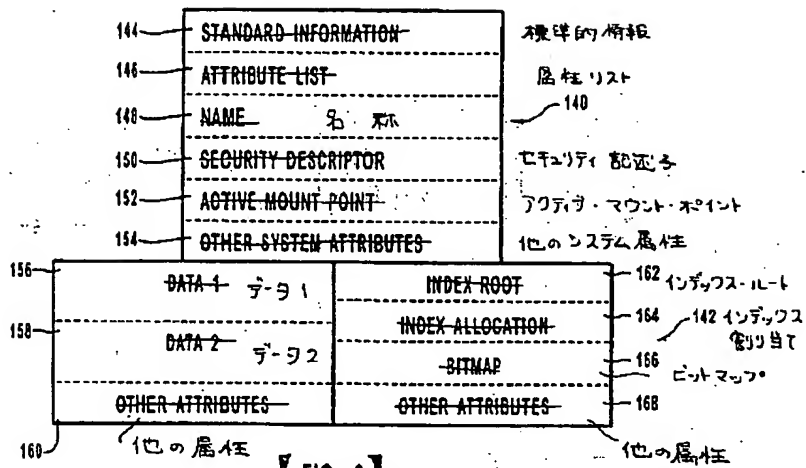 144 STANDARD INFORMATION 標準的情報
146 ATTRIBUTE LIST 属性リスト
148 NAME 名称 140
150 SECURITY DESCRIPTOR セキュリティ記述子
152 ACTIVE MOUNT POINT アクティブ・マウント・ポイント
154 OTHER SYSTEM ATTRIBUTES 他のシステム属性
156 DATA 1 データ1 INDEX ROOT 162 インデックス・ルート
INDEX ALLOCATION 164 142 インデックス
158 DATA 2 データ2 割り当て
BITMAP 166 ビットマップ
OTHER ATTRIBUTES OTHER ATTRIBUTES 168
160 他の属性 他の属性